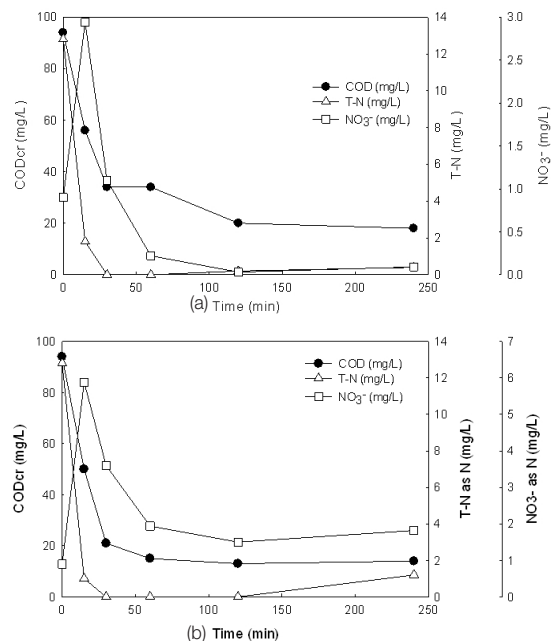 100
80
60
40
20
0
CODcr (mg/L)
14
12
10
8
6
4
2
0
T-N (mg/L)
3.0
2.5
2.0
1.5
1.0
0.5
0.0
NO₃⁻ (mg/L)
COD (mg/L)
T-N (mg/L)
NO₃⁻ (mg/L)
0 50 100 150 200 250
(a) Time (min)
100
80
60
40
20
0
CODcr (mg/L)
14
12
10
8
6
4
2
0
T-N as N (mg/L)
7
6
5
4
3
2
1
0
NO3- as N (mg/L)
COD (mg/L)
T-N (mg/L)
NO₃⁻ (mg/L)
0 50 100 150 200 250
(b) Time (min)